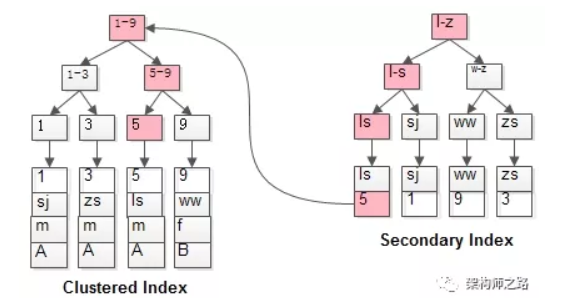 1-9
1-3
5-9
1
3
5
9
1
3
5
9
sj
zs
ls
ww
m
m
m
f
A
A
A
B
Clustered Index
l-z
l-s
w-z
ls
sj
ww
zs
ls
sj
ww
zs
5
1
9
3
Secondary Index
架构师之路